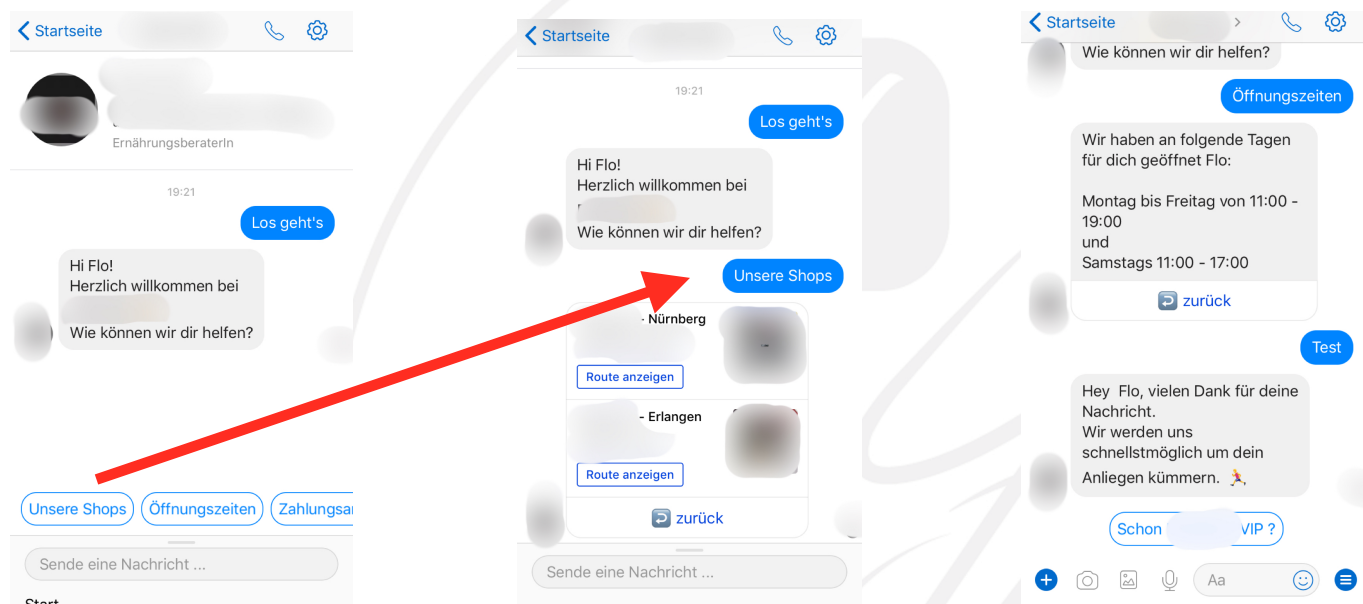 Startseite
ErnährungsberaterIn
19:21
Los geht's
Hi Flo!
Herzlich willkommen bei
Wie können wir dir helfen?
Unsere Shops
Öffnungszeiten
Sende eine Nachricht ...
Start
Startseite
19:21
Los geht's
Hi Flo!
Herzlich willkommen bei
Wie können wir dir helfen?
Unsere Shops
- Nürnberg
Route anzeigen
- Erlangen
Route anzeigen
zurück
Sende eine Nachricht ...
Startseite
Wie können wir dir helfen?
Öffnungszeiten
Wir haben an folgende Tagen
für dich geöffnet Flo:
Montag bis Freitag von 11:00 -
19:00
und
Samstags 11:00 - 17:00
zurück
Test
Hey Flo, vielen Dank für deine
Nachricht.
Wir werden uns
schnellstmöglich um dein
Anliegen kümmern.
Schon VIP ?
Aa